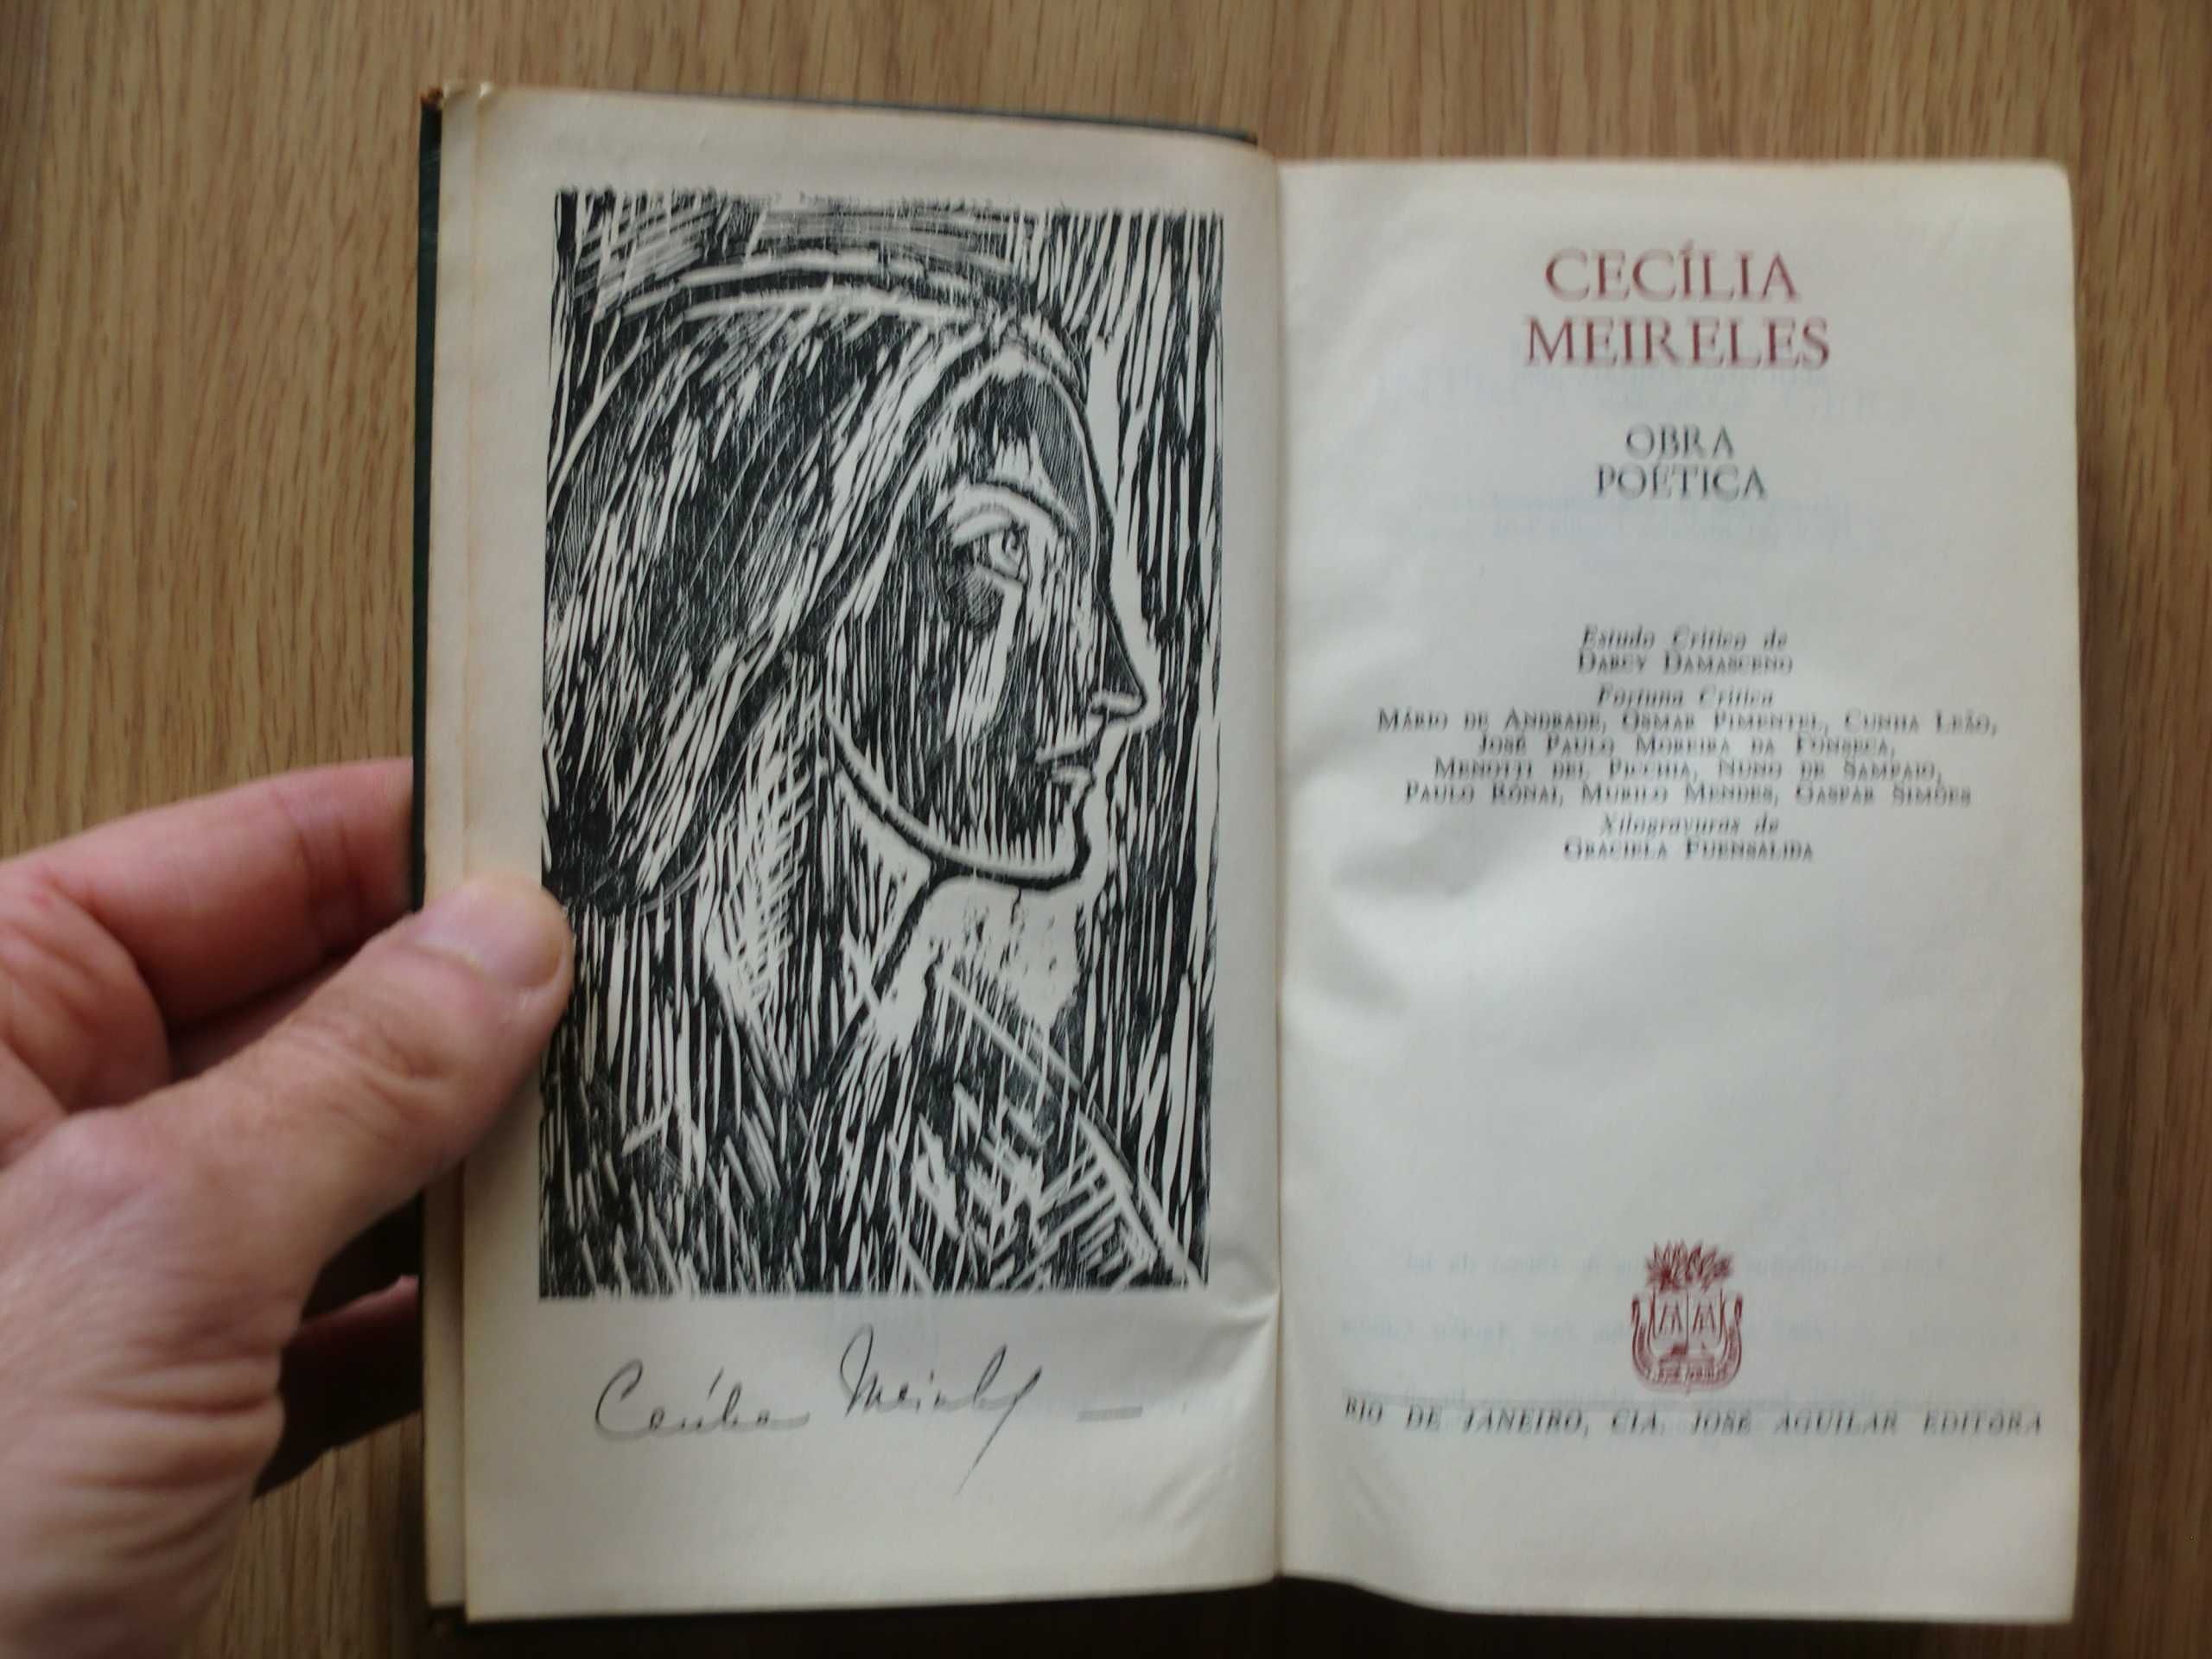 Cecília Meireles
CECÍLIA
MEIRELES
OBRA
POÉTICA
Estudo Crítico de
DARCY DAMASCENO
Fortuna Crítica
MÁRIO DE ANDRADE, OSMAR PIMENTEL, CUNHA LEÃO,
JOSÉ PAULO MOREIRA DA FONSECA,
MENOTTI DEL PICCHIA, NUNO DE SAMPAIO,
PAULO RÓNAI, MURILO MENDES, GASPAR SIMÕES
Xilogravuras de
GRACIELA FUENSALIDA
RIO DE JANEIRO, CIA. JOSÉ AGUILAR EDITÔRA